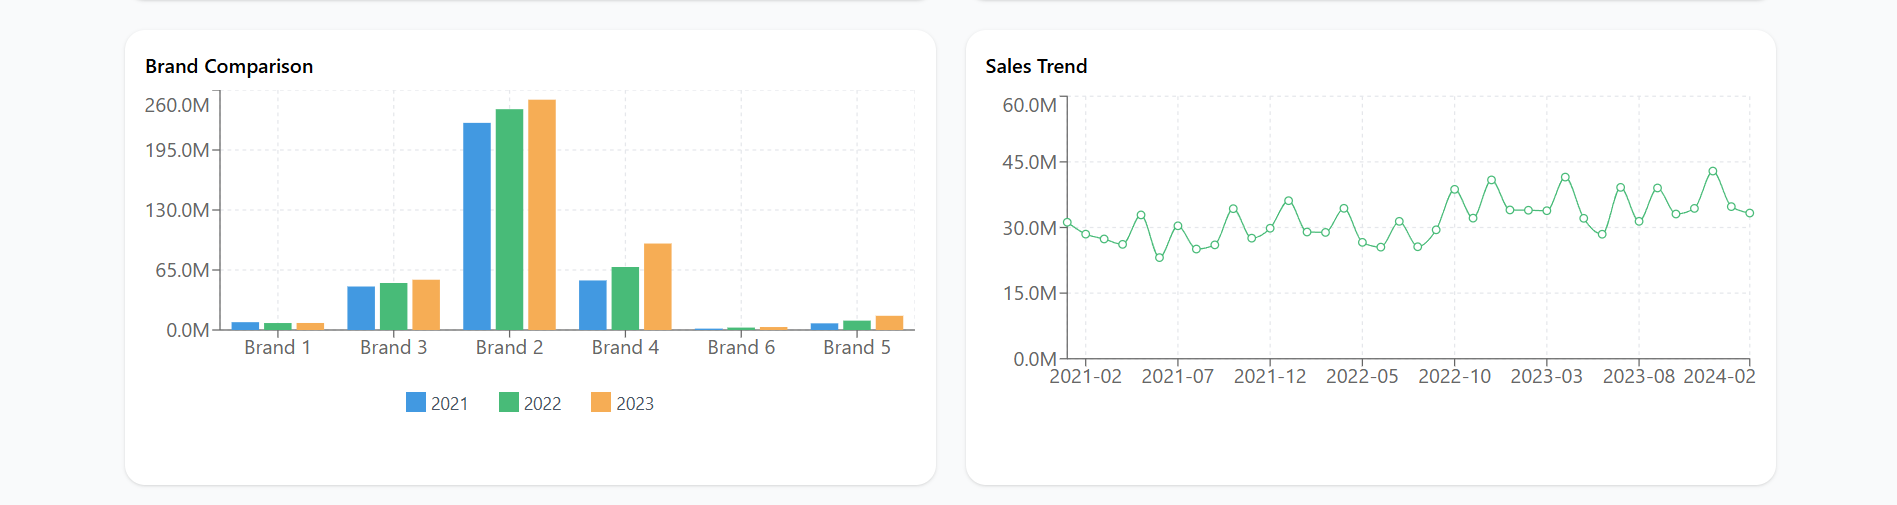 Brand Comparison
260.0M
195.0M
130.0M
65.0M
0.0M
Brand 1 Brand 3 Brand 2 Brand 4 Brand 6 Brand 5
2021 2022 2023
Sales Trend
60.0M
45.0M
30.0M
15.0M
0.0M
2021-02 2021-07 2021-12 2022-05 2022-10 2023-03 2023-08 2024-02